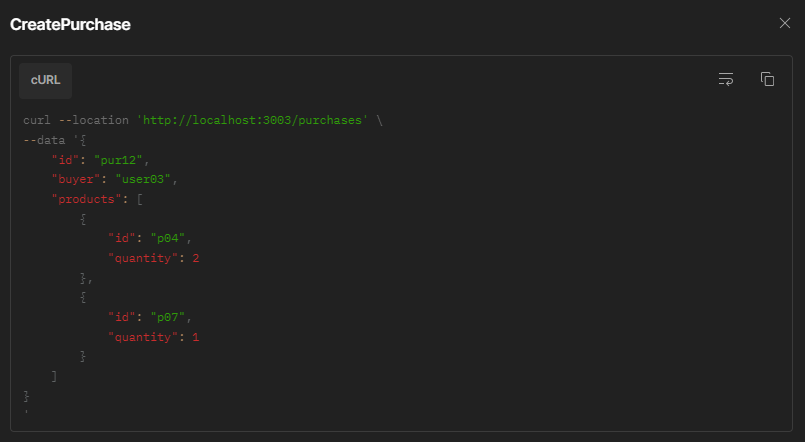 CreatePurchase
cURL
curl --location 'http://localhost:3003/purchases' \
--data '{
    "id": "pur12",
    "buyer": "user03",
    "products": [
        {
            "id": "p04",
            "quantity": 2
        },
        {
            "id": "p07",
            "quantity": 1
        }
    ]
}
'